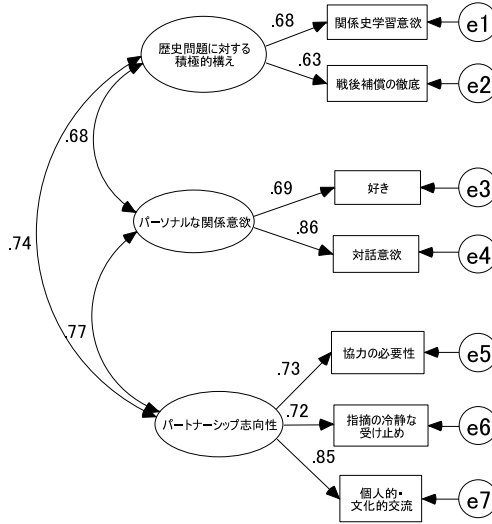 .68
関係史学習意欲
e1
歴史問題に対する
積極的構え
.63
戦後補償の徹底
e2
.68
.69
好き
e3
パーソナルな関係意欲
.86
対話意欲
e4
.74
.77
.73
協力の必要性
e5
パートナーシップ志向性
.72
指摘の冷静な
受け止め
e6
.85
個人的・
文化的交流
e7